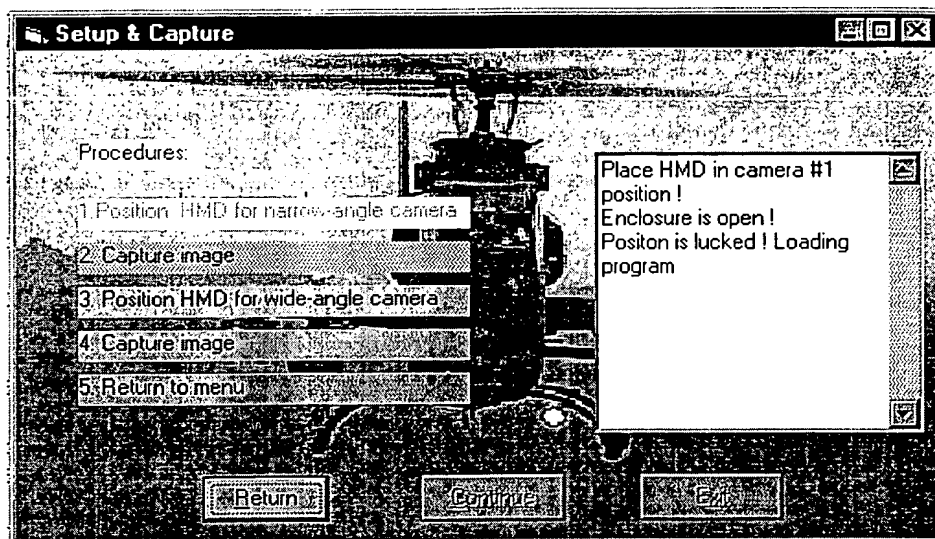 Setup & Capture
Procedures:
1.Position HMD for narrow-angle camera
2. Capture image
3. Position HMD for wide-angle camera
4. Capture image
5. Return to menu
Place HMD in camera #1
position !
Enclosure is open !
Positon is lucked ! Loading
program
Return
Continue
Exit